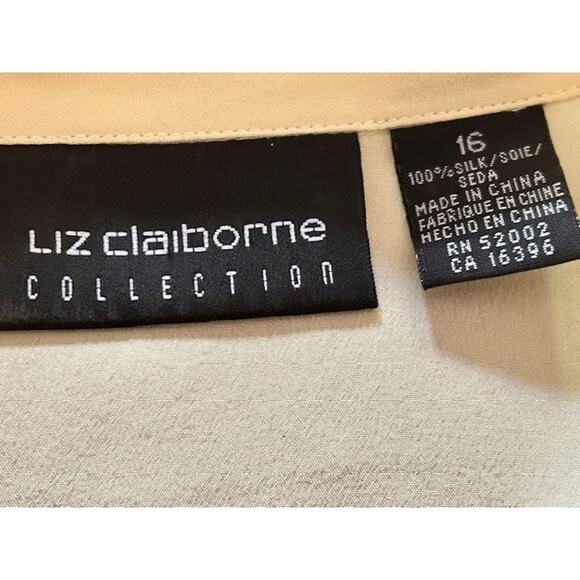 Liz claiborne
COLLECTION
16
100% SILK/SOIE/
SEDA
MADE IN CHINA
FABRIQUE EN CHINE
HECHO EN CHINA
RN 52002
CA 16396